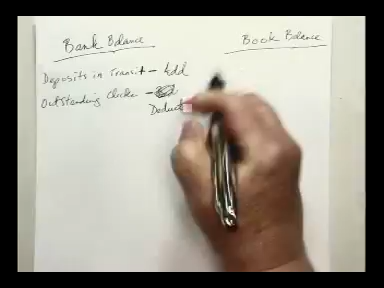 Bank Balance
Book Balance
Deposits in Transit - Add
Outstanding Checks -
Deduct